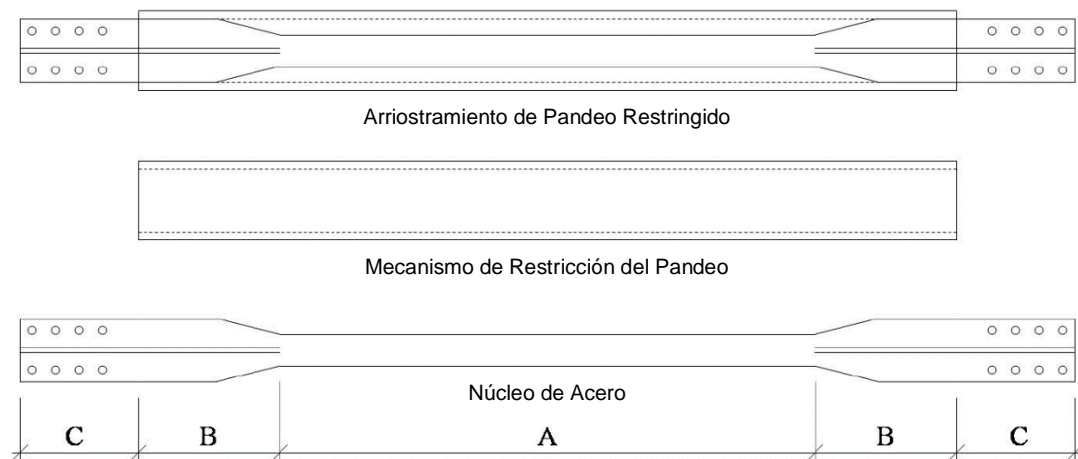 Arriostramiento de Pandeo Restringido
Mecanismo de Restricción del Pandeo
Núcleo de Acero
C B A B C